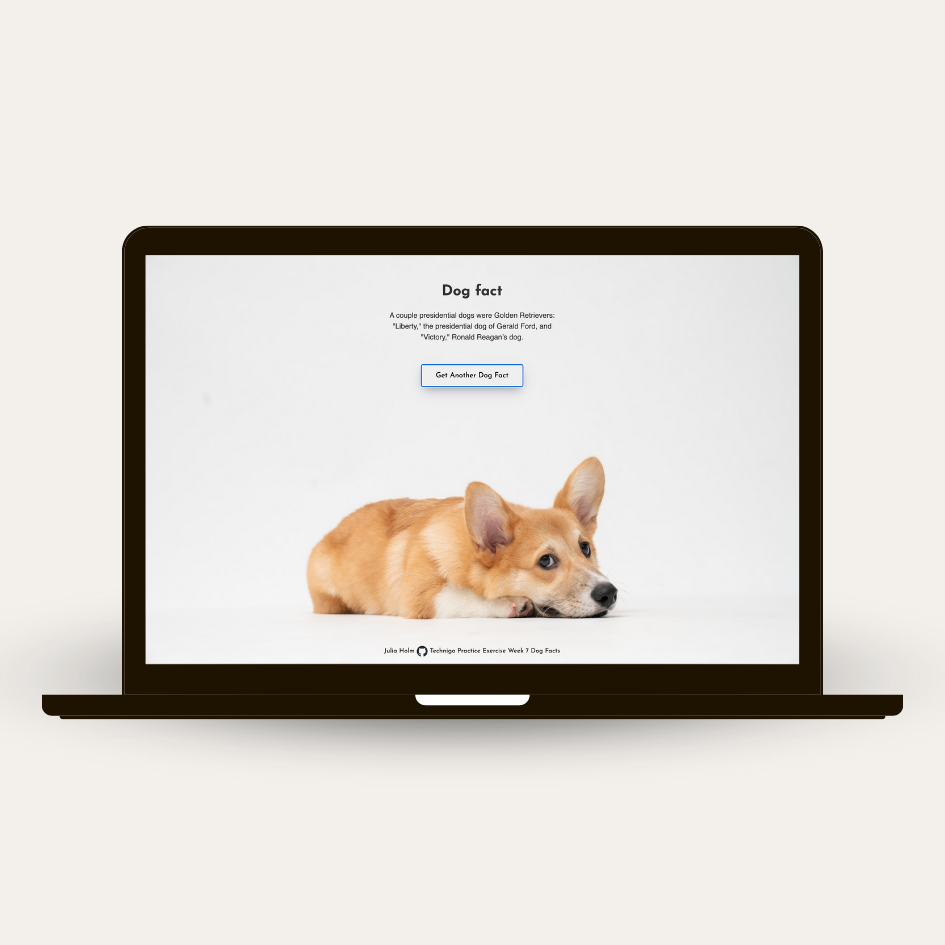 Dog fact
A couple presidential dogs were Golden Retrievers:
"Liberty," the presidential dog of Gerald Ford, and
"Victory," Ronald Reagan's dog.
Get Another Dog Fact
Julia Holm Technigo Practice Exercise Week 7 Dog Facts